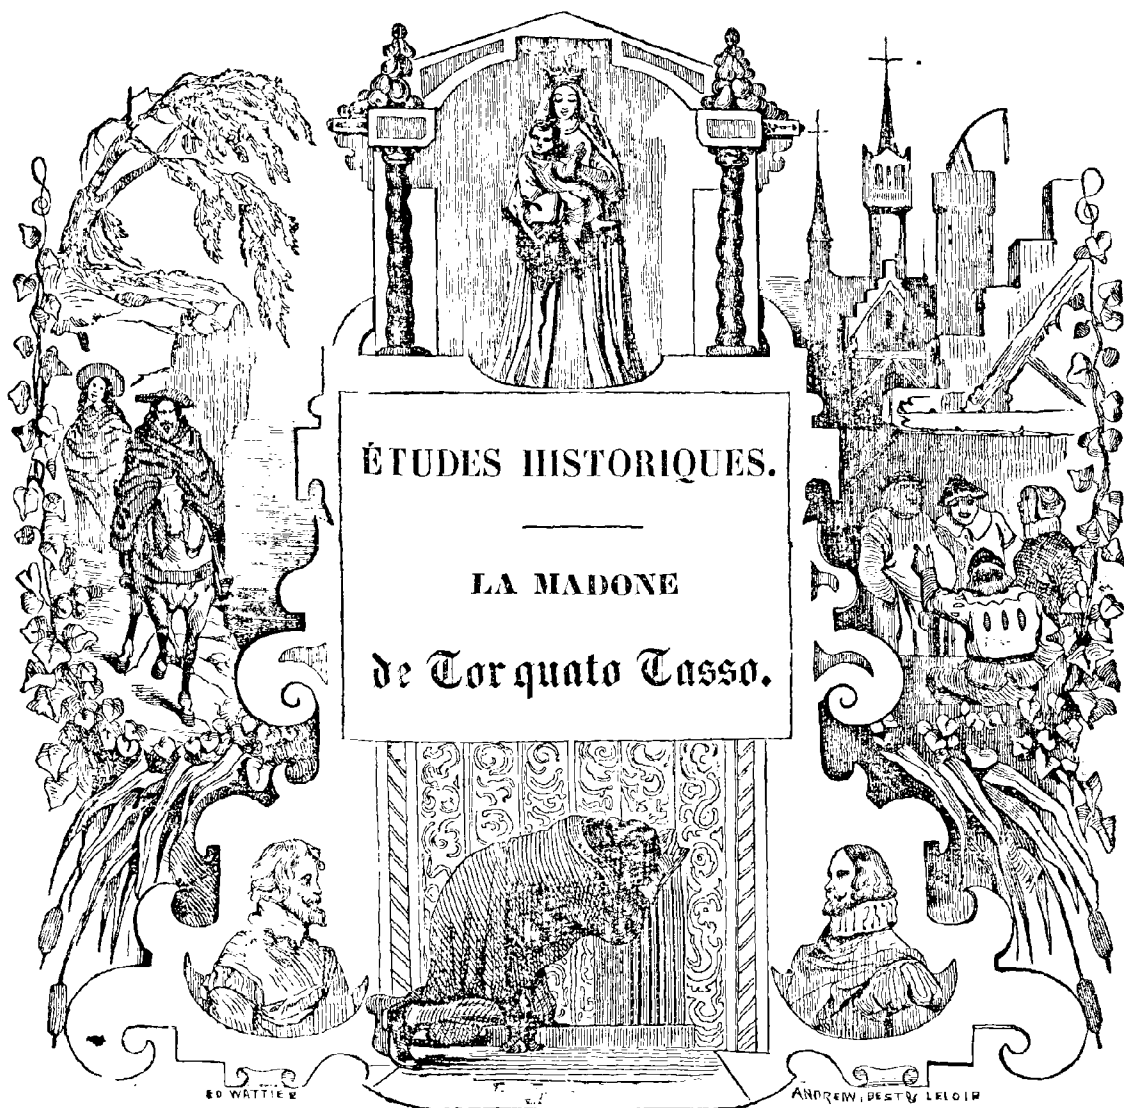 ÉTUDES HISTORIQUES.
LA MADONE
de Torquato Tasso.
ED WATTIER
ANDREW, BEST & LELOIR